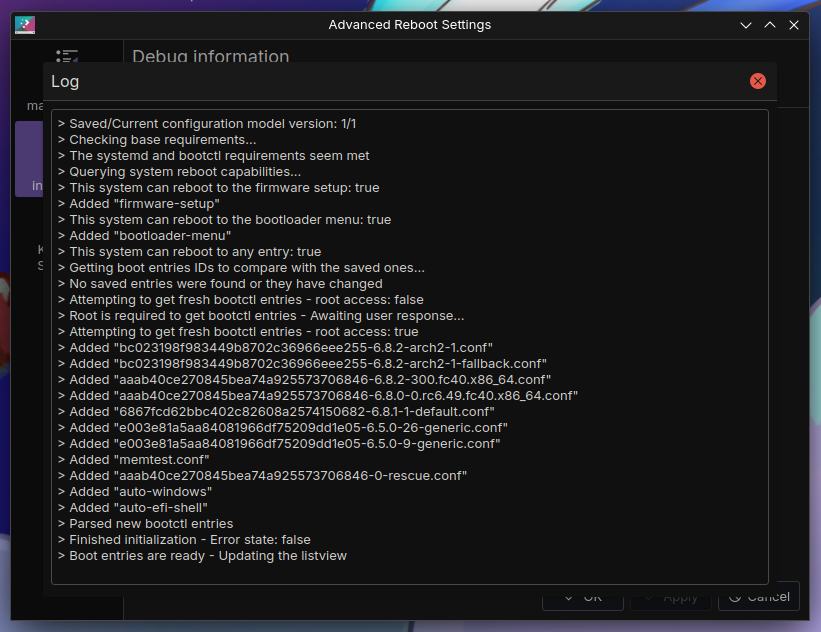 Advanced Reboot Settings
Debug information
Log
ma
in
K
S
> Saved/Current configuration model version: 1/1
> Checking base requirements...
> The systemd and bootctl requirements seem met
> Querying system reboot capabilities...
> This system can reboot to the firmware setup: true
> Added "firmware-setup"
> This system can reboot to the bootloader menu: true
> Added "bootloader-menu"
> This system can reboot to any entry: true
> Getting boot entries IDs to compare with the saved ones...
> No saved entries were found or they have changed
> Attempting to get fresh bootctl entries - root access: false
> Root is required to get bootctl entries - Awaiting user response...
> Attempting to get fresh bootctl entries - root access: true
> Added "bc023198f983449b8702c36966eee255-6.8.2-arch2-1.conf"
> Added "bc023198f983449b8702c36966eee255-6.8.2-arch2-1-fallback.conf"
> Added "aaab40ce270845bea74a925573706846-6.8.2-300.fc40.x86_64.conf"
> Added "aaab40ce270845bea74a925573706846-6.8.0-0.rc6.49.fc40.x86_64.conf"
> Added "6867fcd62bbc402c82608a2574150682-6.8.1-1-default.conf"
> Added "e003e81a5aa84081966df75209dd1e05-6.5.0-26-generic.conf"
> Added "e003e81a5aa84081966df75209dd1e05-6.5.0-9-generic.conf"
> Added "memtest.conf"
> Added "aaab40ce270845bea74a925573706846-0-rescue.conf"
> Added "auto-windows"
> Added "auto-efi-shell"
> Parsed new bootctl entries
> Finished initialization - Error state: false
> Boot entries are ready - Updating the listview
OK
Apply
Cancel